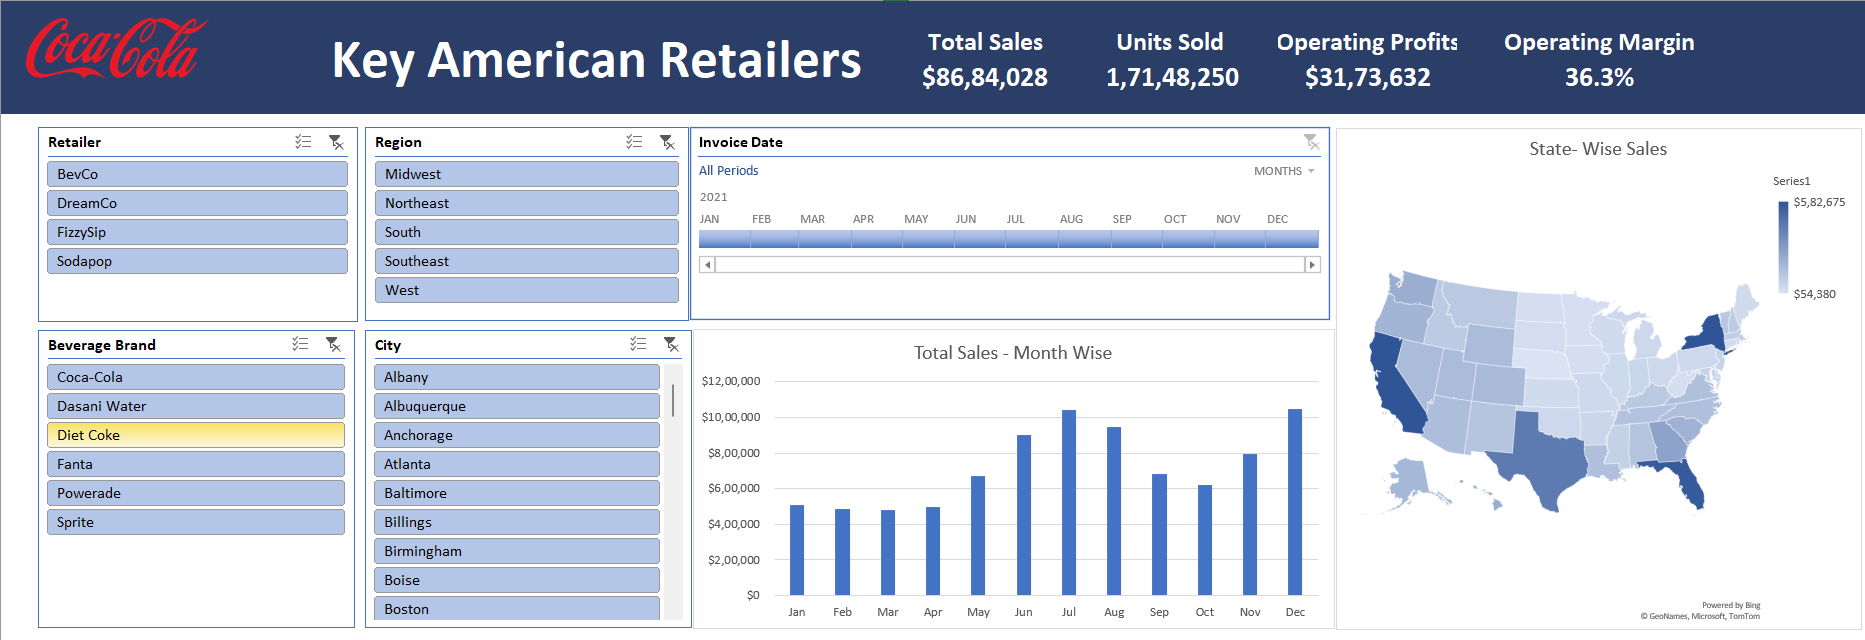 Coca-Cola
Key American Retailers
Total Sales
$86,84,028
Units Sold
1,71,48,250
Operating Profits
$31,73,632
Operating Margin
36.3%
Retailer
BevCo
DreamCo
FizzySip
Sodapop
Region
Midwest
Northeast
South
Southeast
West
Invoice Date
All Periods
MONTHS
2021
JAN FEB MAR APR MAY JUN JUL AUG SEP OCT NOV DEC
Beverage Brand
Coca-Cola
Dasani Water
Diet Coke
Fanta
Powerade
Sprite
City
Albany
Albuquerque
Anchorage
Atlanta
Baltimore
Billings
Birmingham
Boise
Boston
Total Sales - Month Wise
$12,00,000
$10,00,000
$8,00,000
$6,00,000
$4,00,000
$2,00,000
$0
Jan Feb Mar Apr May Jun Jul Aug Sep Oct Nov Dec
State- Wise Sales
Series1
$5,82,675
$54,380
Powered by Bing
© GeoNames, Microsoft, TomTom